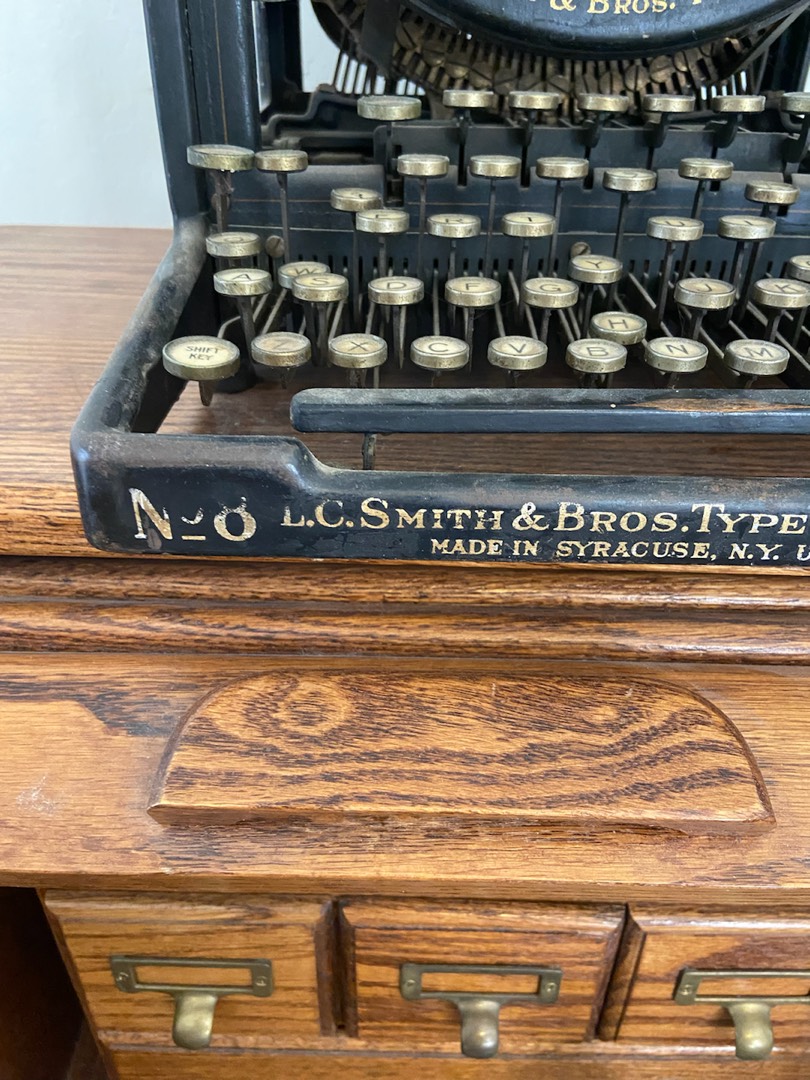 & BROS.
E R T U
W Y
A S D F G J K
H
SHIFT KEY
Z X C V B N M
No 8 L.C. SMITH & BROS. TYPE
MADE IN SYRACUSE, N.Y. U